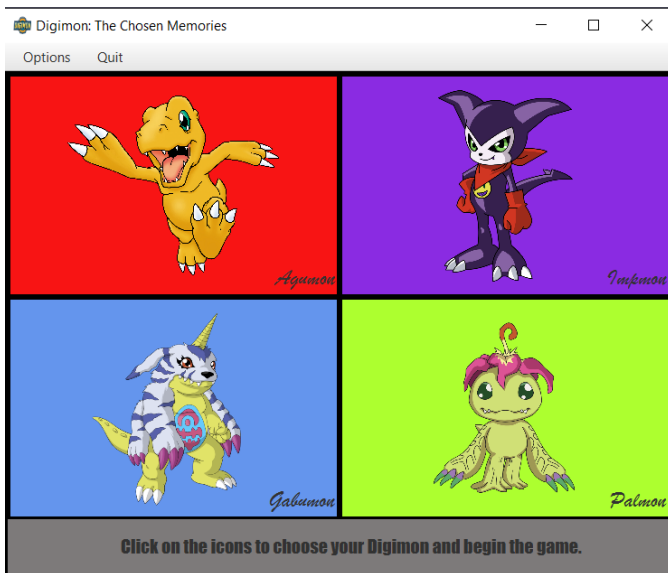 Digimon: The Chosen Memories
Options Quit
Agumon
Impmon
Gabumon
Palmon
Click on the icons to choose your Digimon and begin the game.